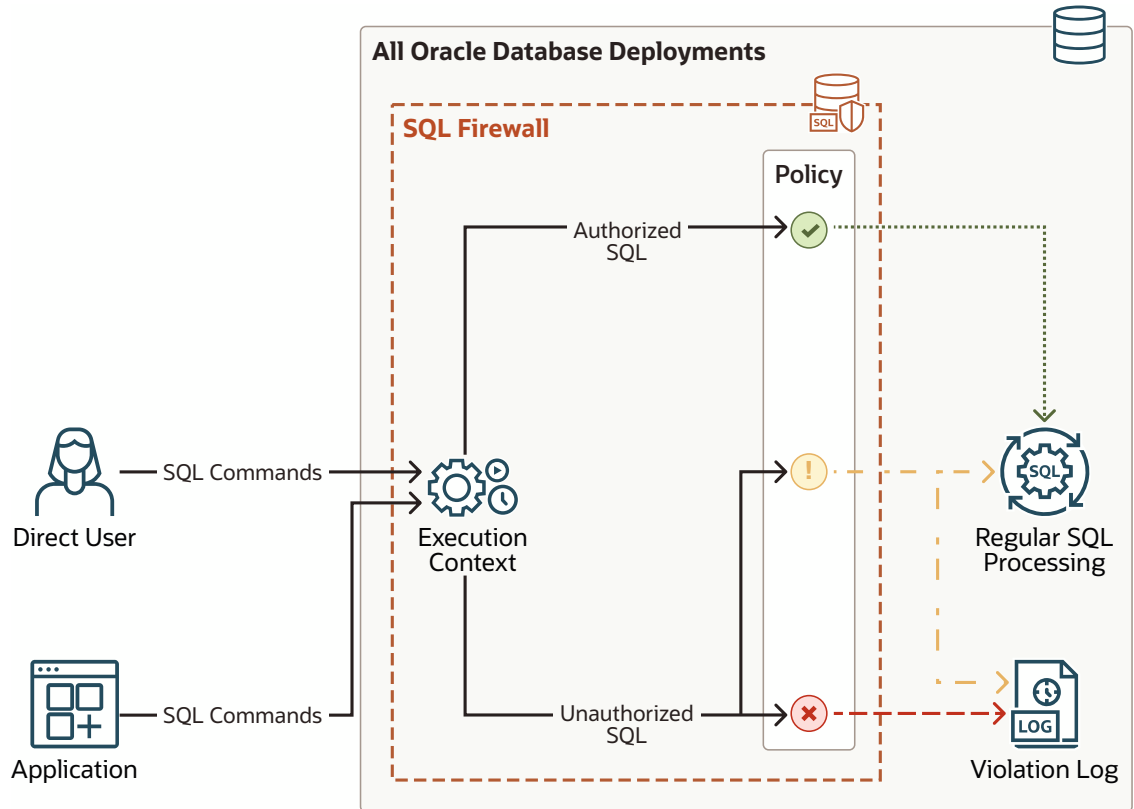 All Oracle Database Deployments
SQL
SQL Firewall
Policy
Authorized
SQL
!
SQL Commands
SQL
Direct User
Execution
Context
Regular SQL
Processing
SQL Commands
Unauthorized
SQL
LOG
Application
Violation Log